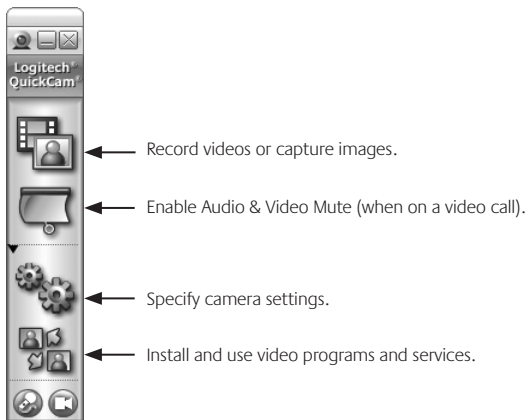 Logitech®
QuickCam®
Record videos or capture images.
Enable Audio & Video Mute (when on a video call).
Specify camera settings.
Install and use video programs and services.